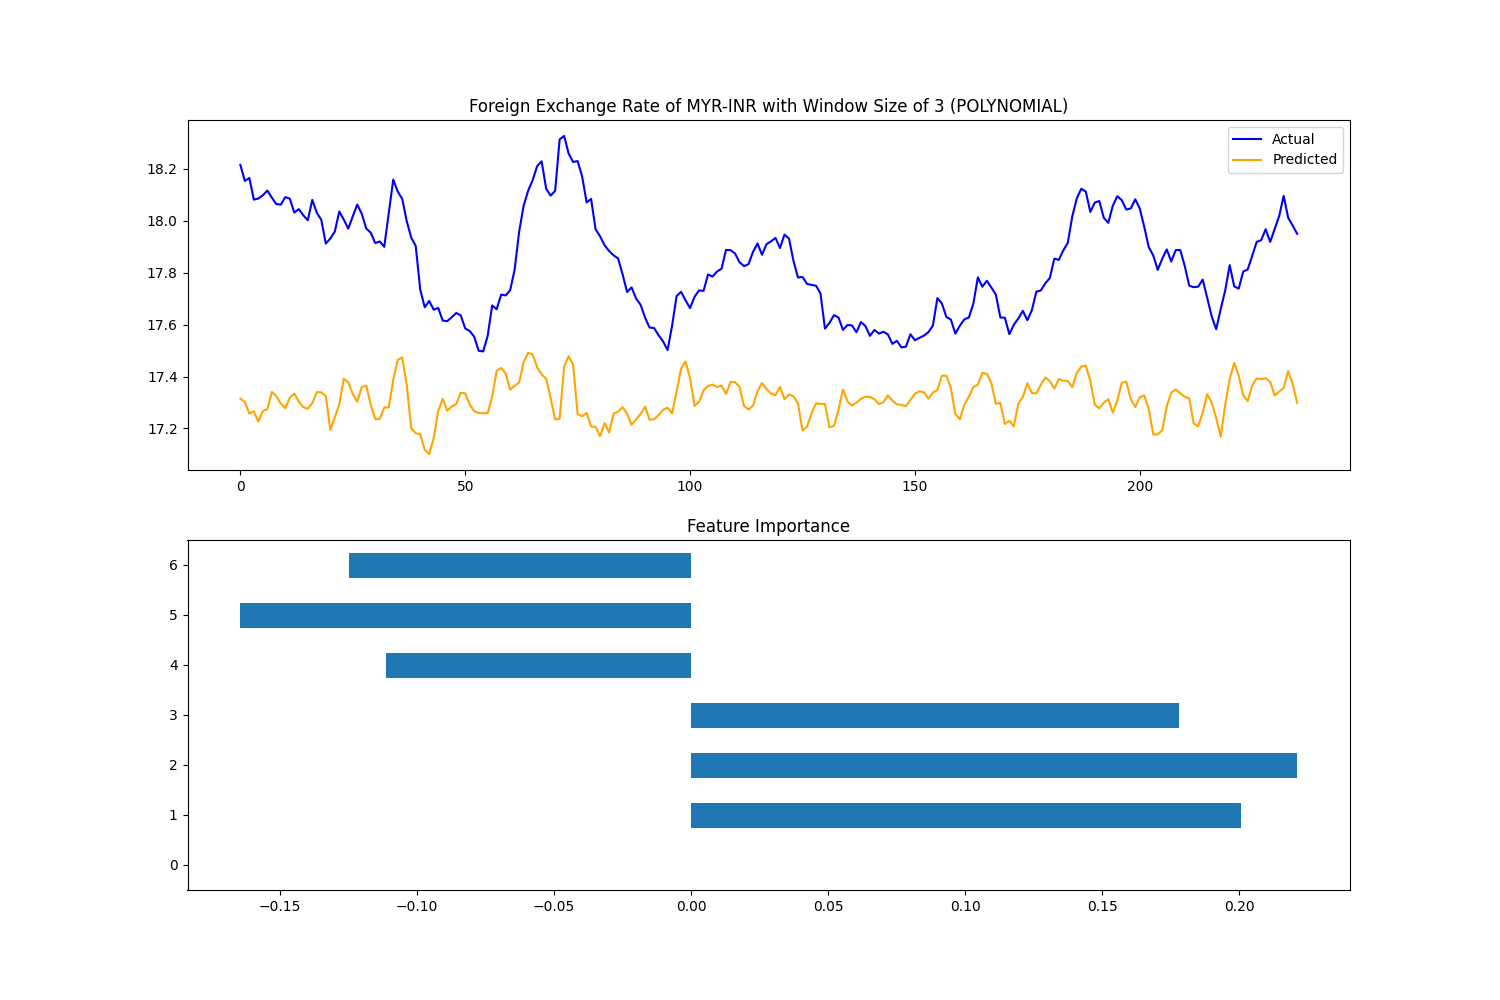 Foreign Exchange Rate of MYR-INR with Window Size of 3 (POLYNOMIAL)
Actual
Predicted
18.2
18.0
17.8
17.6
17.4
17.2
0 50 100 150 200
Feature Importance
6
5
4
3
2
1
0
−0.15 −0.10 −0.05 0.00 0.05 0.10 0.15 0.20